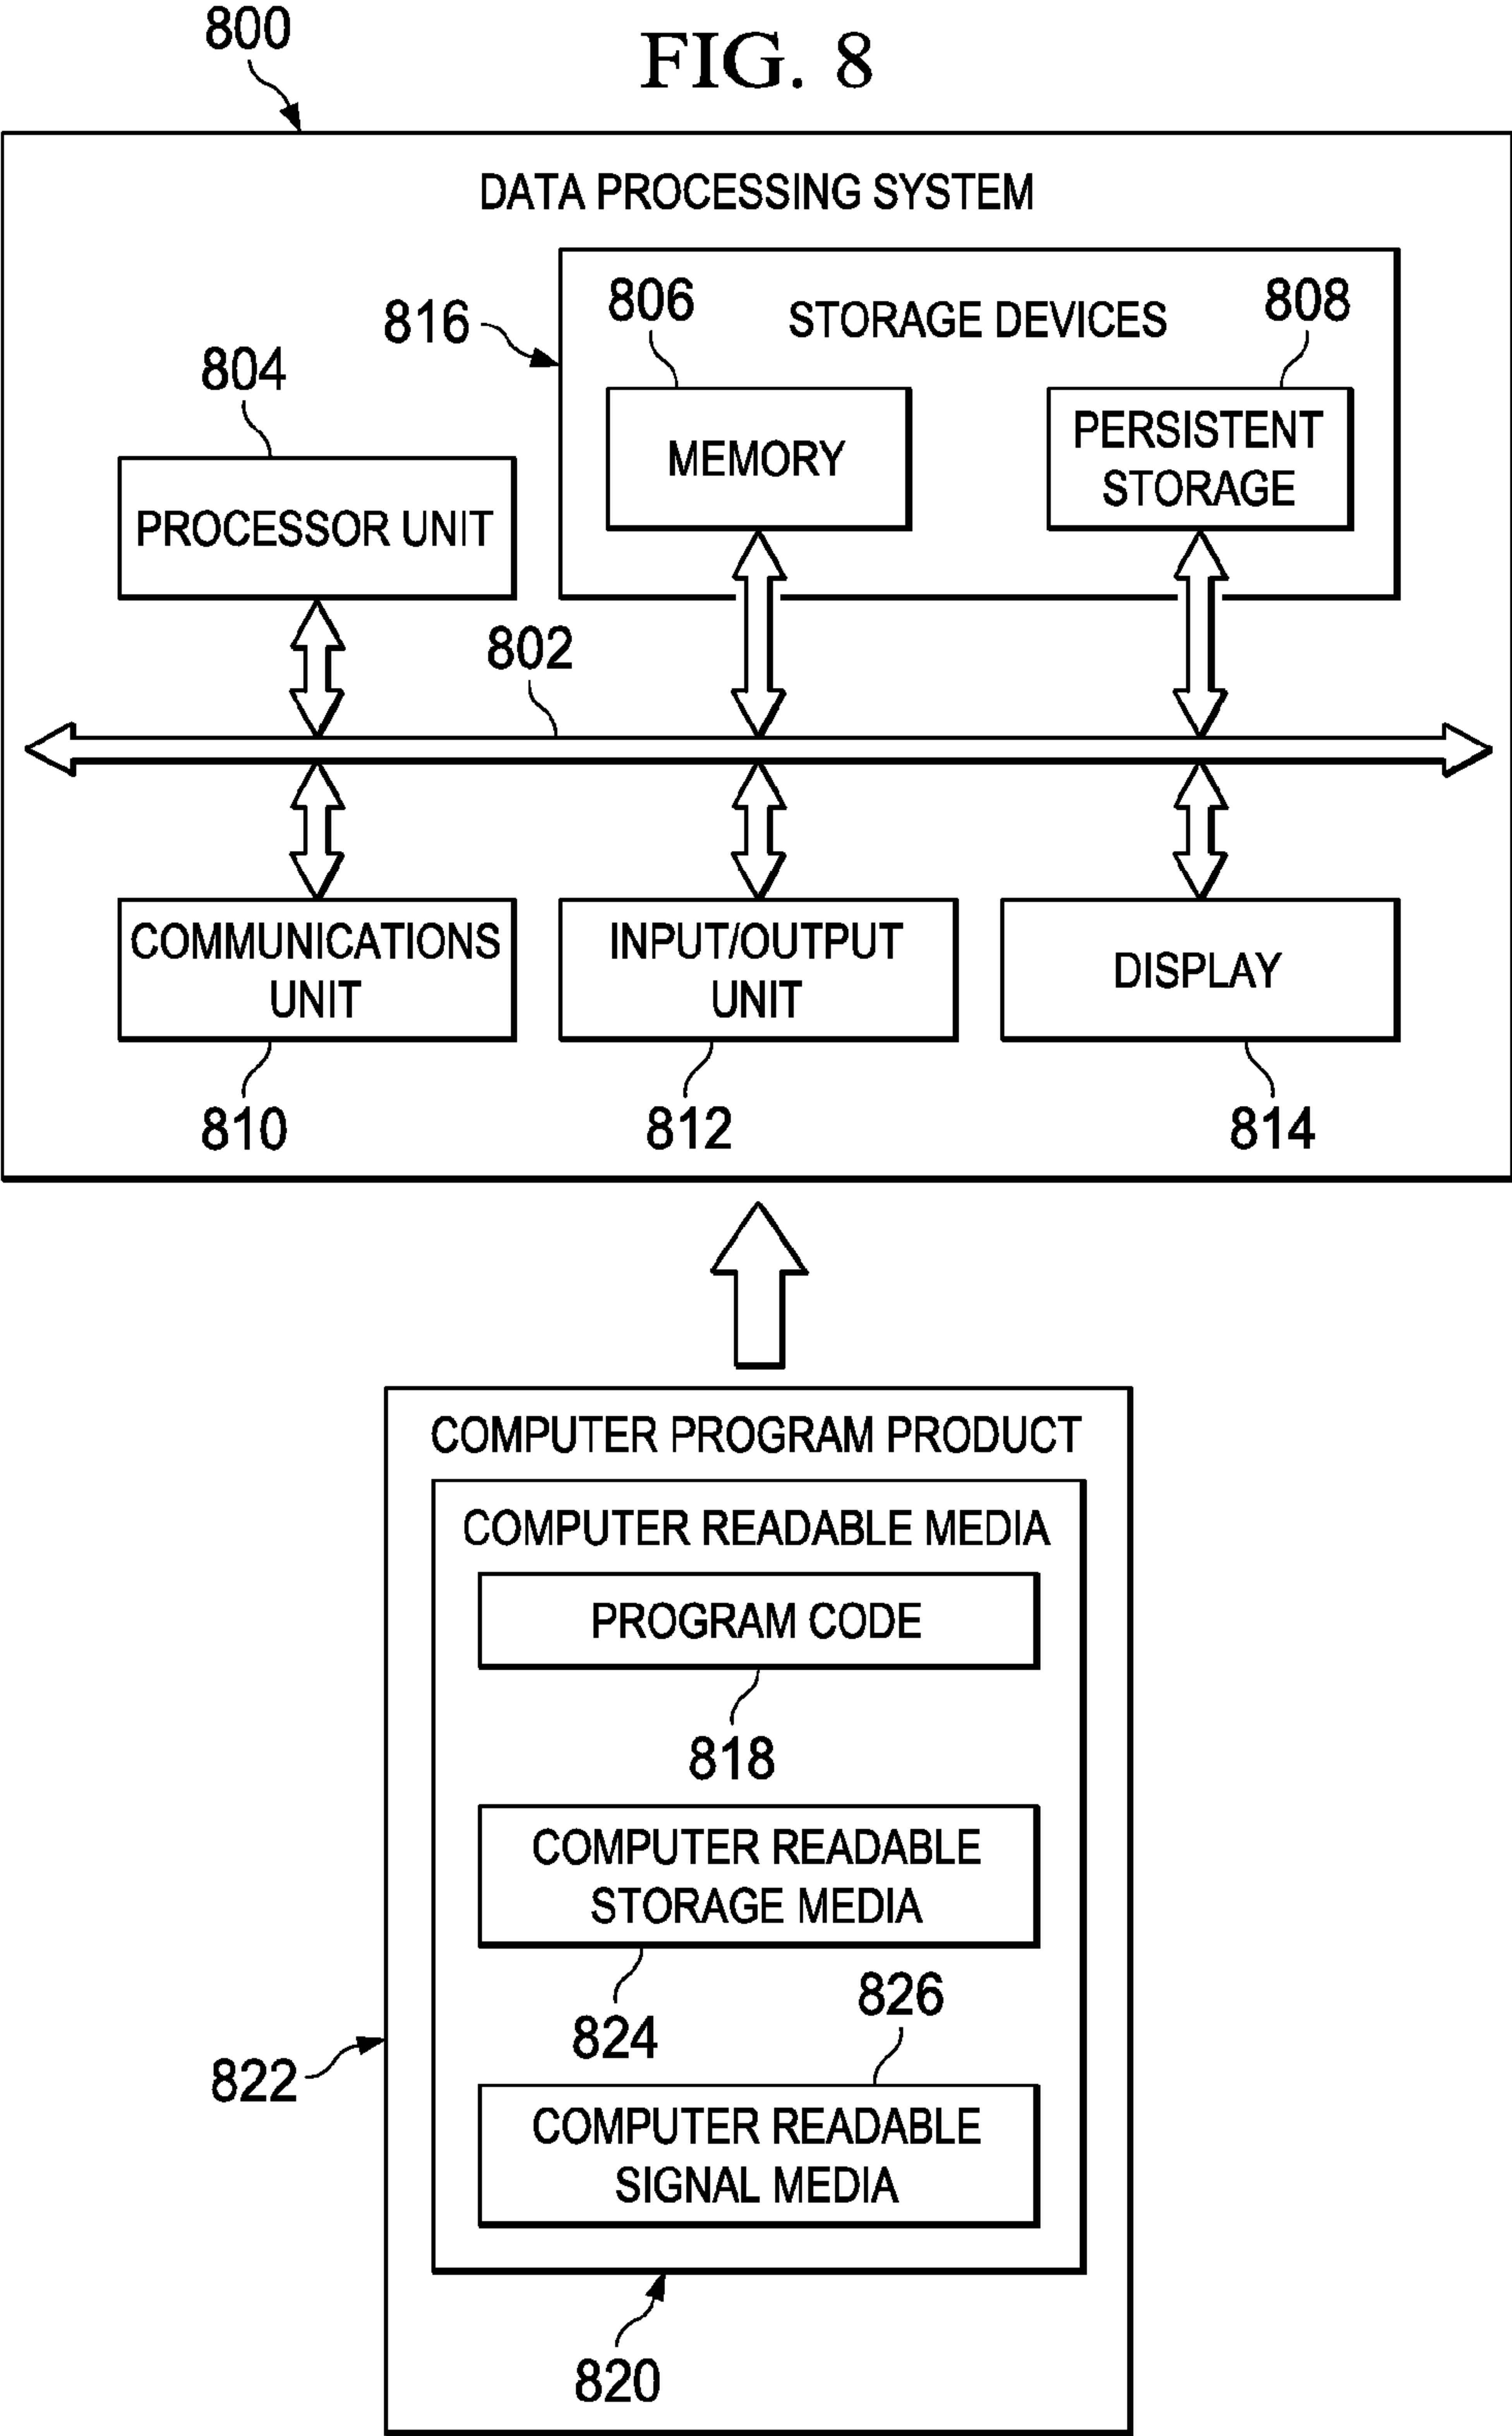 800
FIG. 8
DATA PROCESSING SYSTEM
816
806
STORAGE DEVICES
808
804
MEMORY
PERSISTENT
STORAGE
PROCESSOR UNIT
802
COMMUNICATIONS
UNIT
INPUT/OUTPUT
UNIT
DISPLAY
810
812
814
COMPUTER PROGRAM PRODUCT
COMPUTER READABLE MEDIA
PROGRAM CODE
818
COMPUTER READABLE
STORAGE MEDIA
824
826
822
COMPUTER READABLE
SIGNAL MEDIA
820